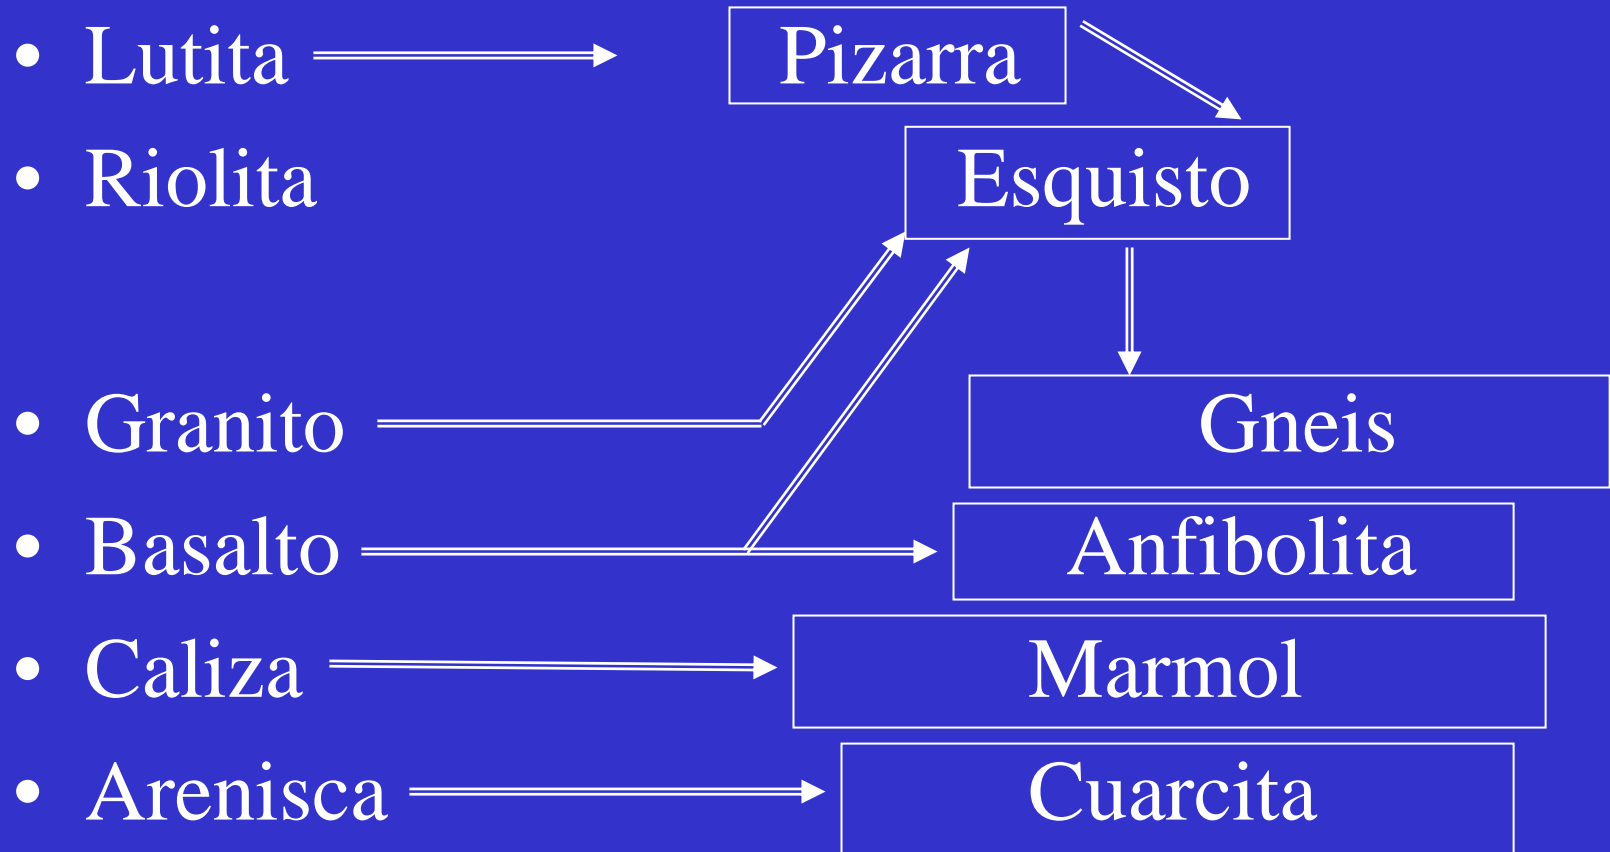 • Lutita Pizarra
• Riolita Esquisto
• Granito Gneis
• Basalto Anfibolita
• Caliza Marmol
• Arenisca Cuarcita